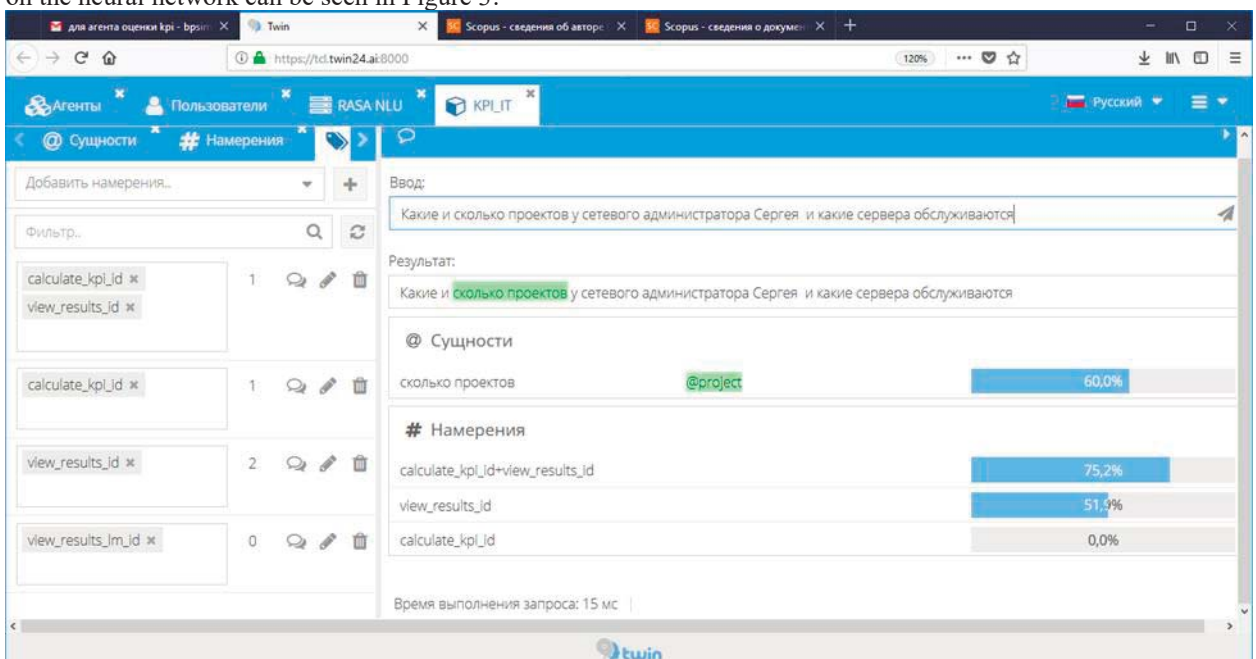 on the neural network can be seen in Figure 3.
для агента оценки kpi - bpsim
Twin
Scopus - сведения об авторе
Scopus - сведения о докумен
https://tcl.twin24.ai:8000
120%
Агенты
Пользователи
RASA NLU
KPI_IT
Русский
@ Сущности
# Намерения
Добавить намерения..
Ввод:
Какие и сколько проектов у сетевого администратора Сергея и какие сервера обслуживаются
Фильтр..
Результат:
calculate_kpi_id
1
view_results_id
Какие и сколько проектов у сетевого администратора Сергея и какие сервера обслуживаются
@ Сущности
calculate_kpi_id
1
сколько проектов @project 60,0%
# Намерения
view_results_id
2
calculate_kpi_id+view_results_id 75,2%
view_results_id 51,9%
view_results_lm_id
0
calculate_kpi_id 0,0%
Время выполнения запроса: 15 мс
twin